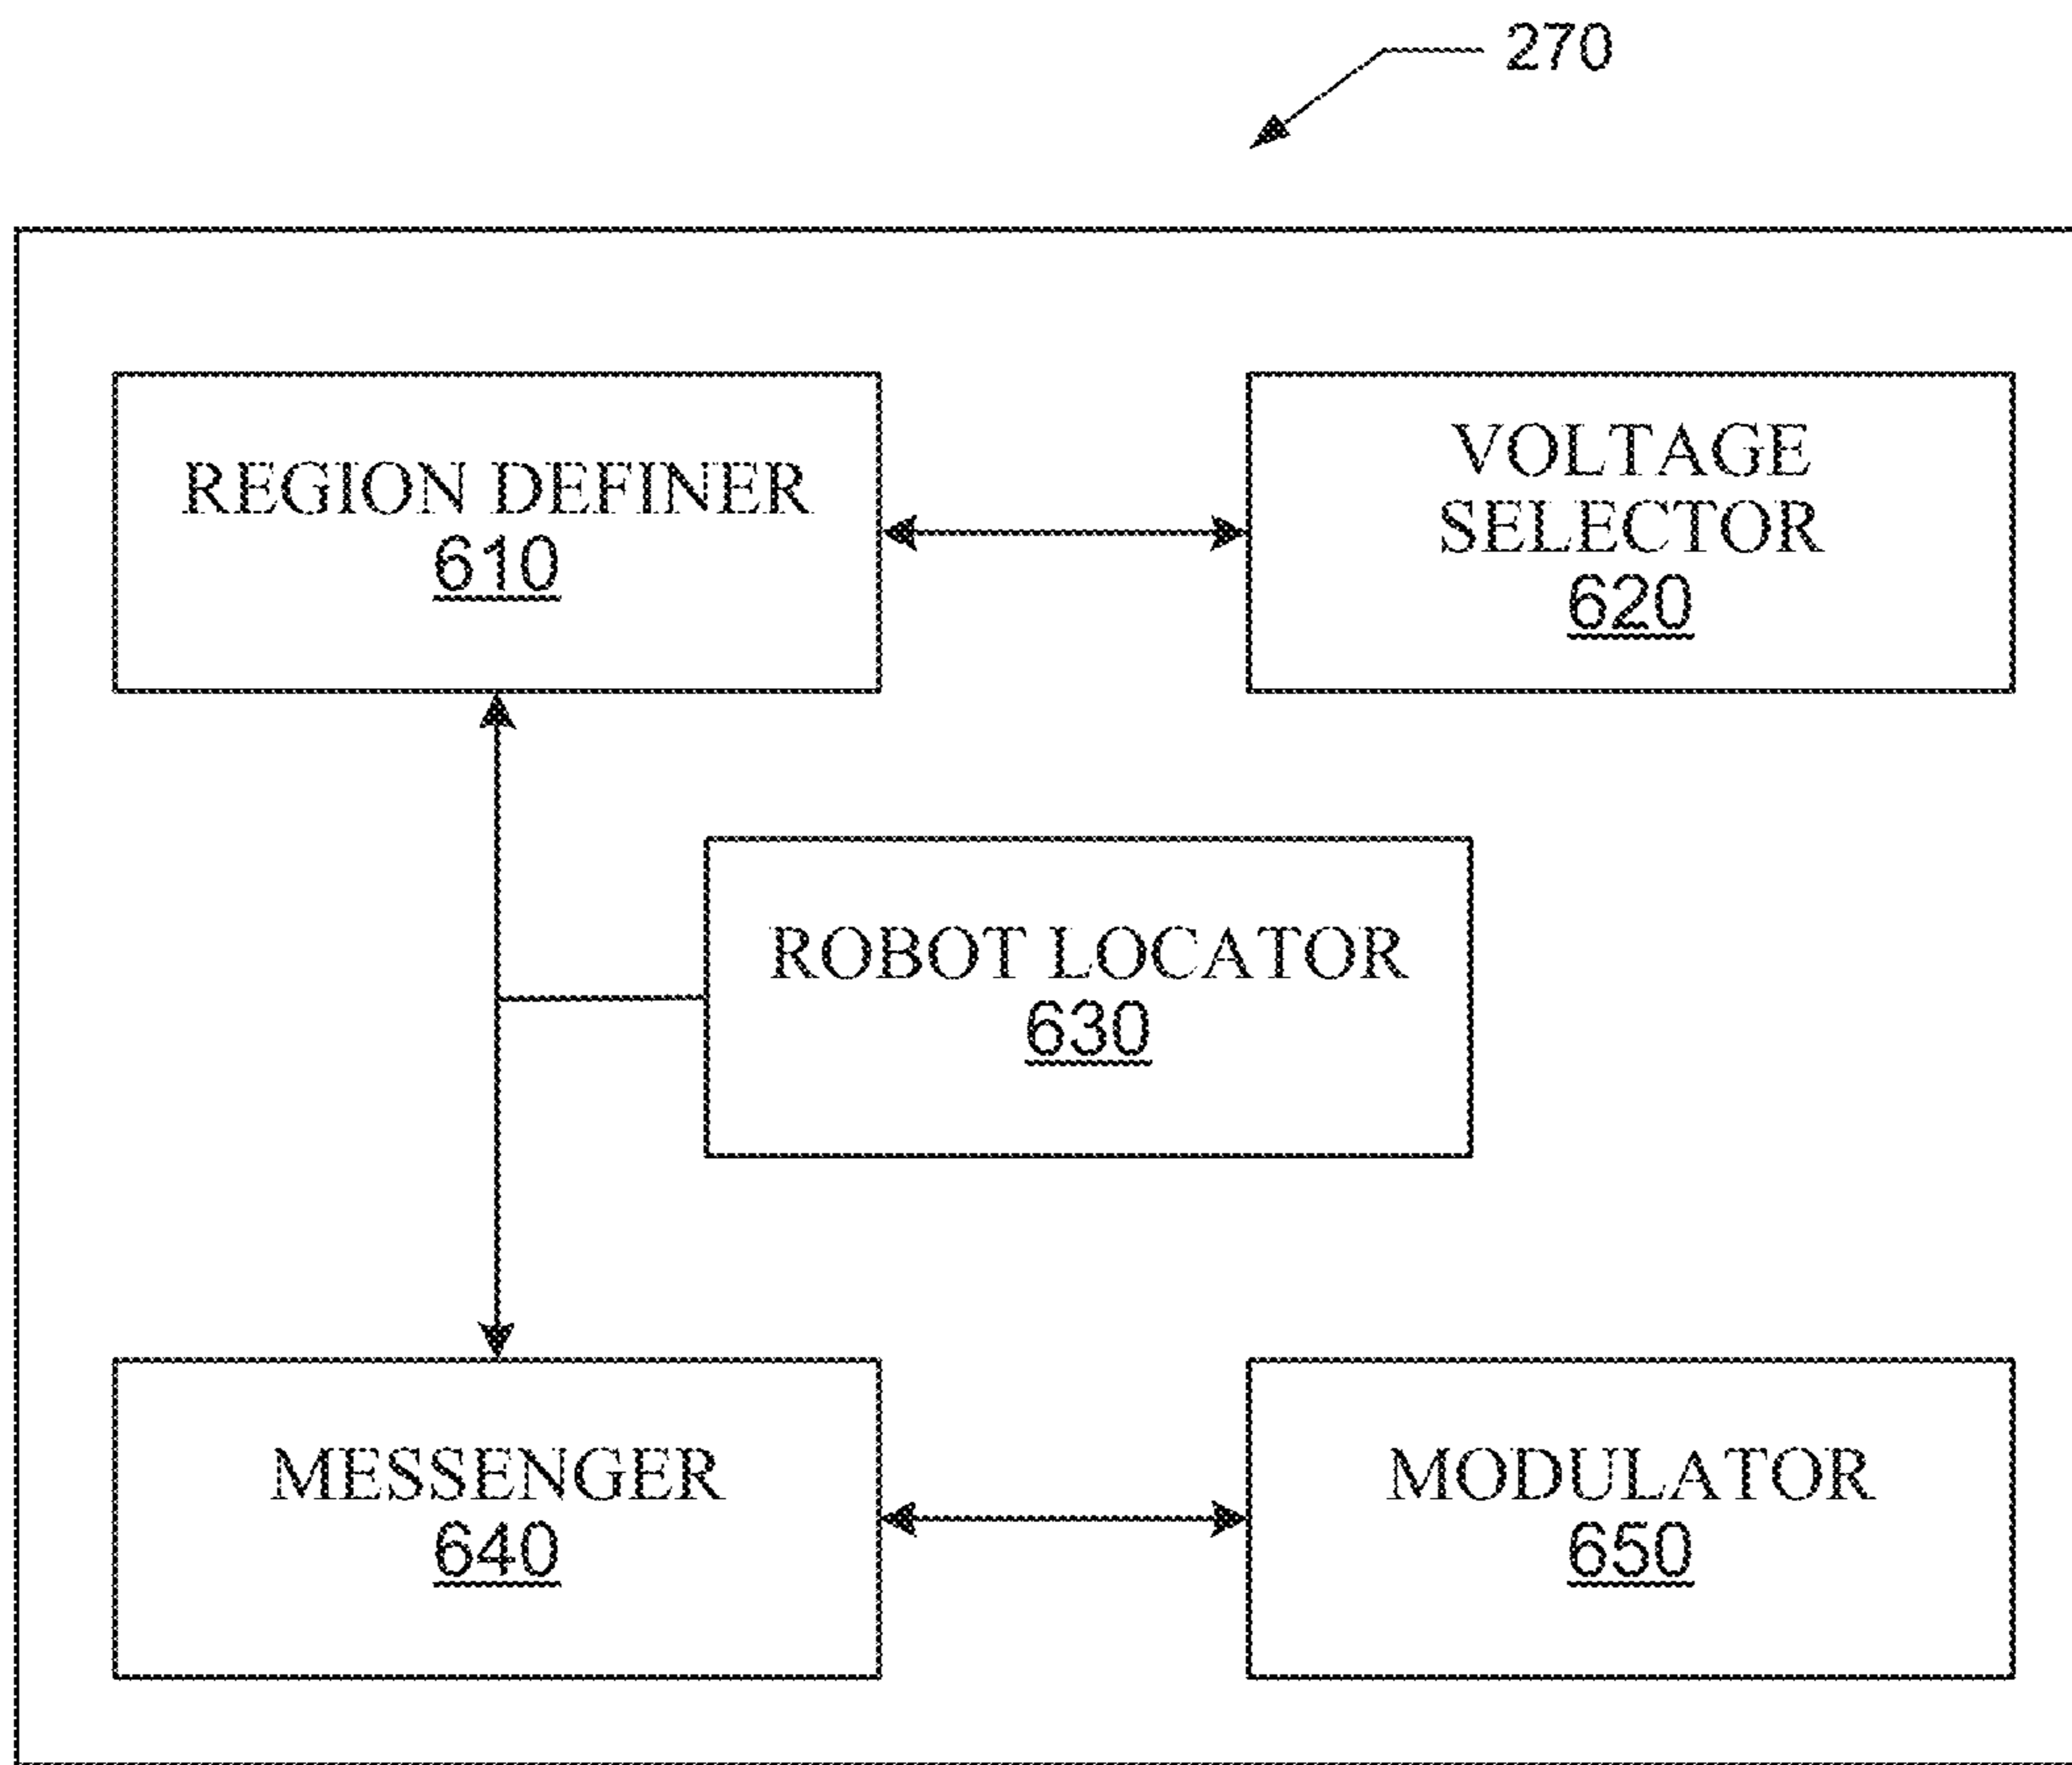 270
REGION DEFINER
610
VOLTAGE
SELECTOR
620
ROBOT LOCATOR
630
MESSENGER
640
MODULATOR
650